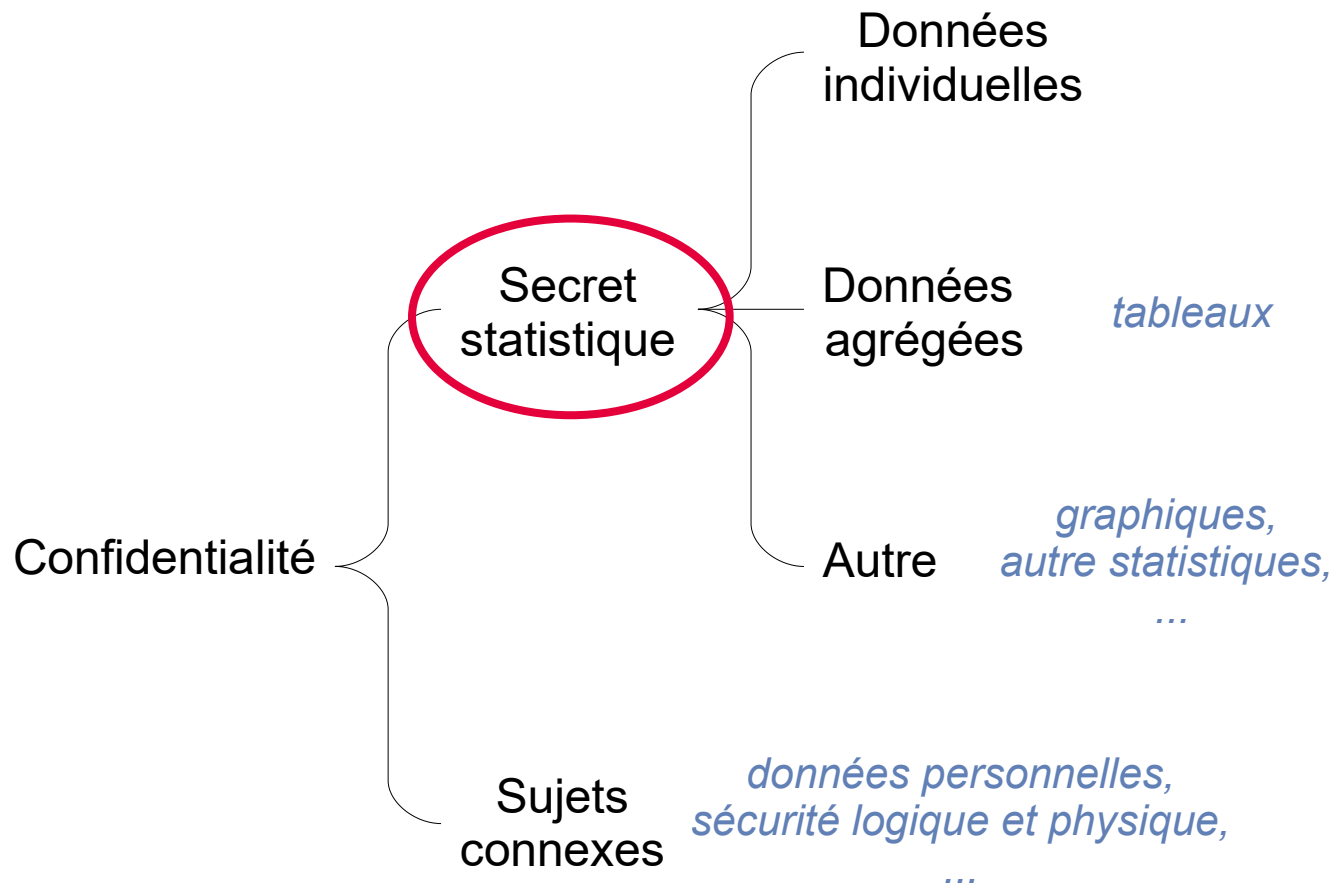 Données
individuelles
Secret
statistique
Données
agrégées
tableaux
Confidentialité
Autre
graphiques,
autre statistiques,
...
Sujets
connexes
données personnelles,
sécurité logique et physique,
...